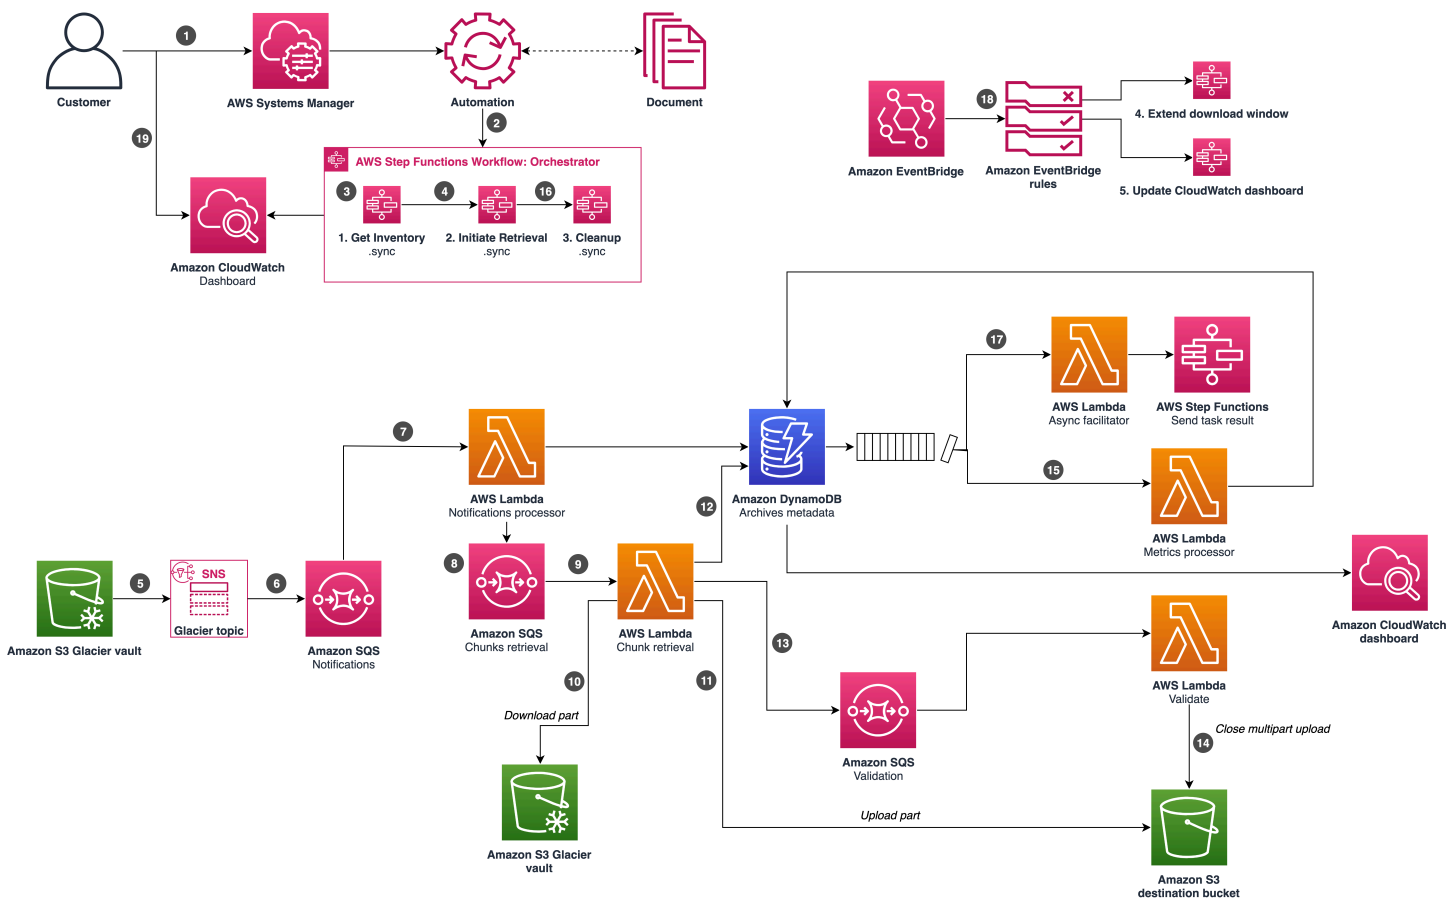 1
Customer
AWS Systems Manager
Automation
Document
2
19
AWS Step Functions Workflow: Orchestrator
3
4
16
1. Get Inventory
.sync
2. Initiate Retrieval
.sync
3. Cleanup
.sync
Amazon CloudWatch
Dashboard
18
Amazon EventBridge
Amazon EventBridge
rules
4. Extend download window
5. Update CloudWatch dashboard
17
AWS Lambda
Async facilitator
AWS Step Functions
Send task result
7
AWS Lambda
Notifications processor
Amazon DynamoDB
Archives metadata
15
AWS Lambda
Metrics processor
12
5
SNS
Glacier topic
6
Amazon S3 Glacier vault
Amazon SQS
Notifications
8
Amazon SQS
Chunks retrieval
9
AWS Lambda
Chunk retrieval
Amazon CloudWatch
dashboard
10
11
13
Download part
Amazon S3 Glacier
vault
Amazon SQS
Validation
AWS Lambda
Validate
14
Close multipart upload
Upload part
Amazon S3
destination bucket